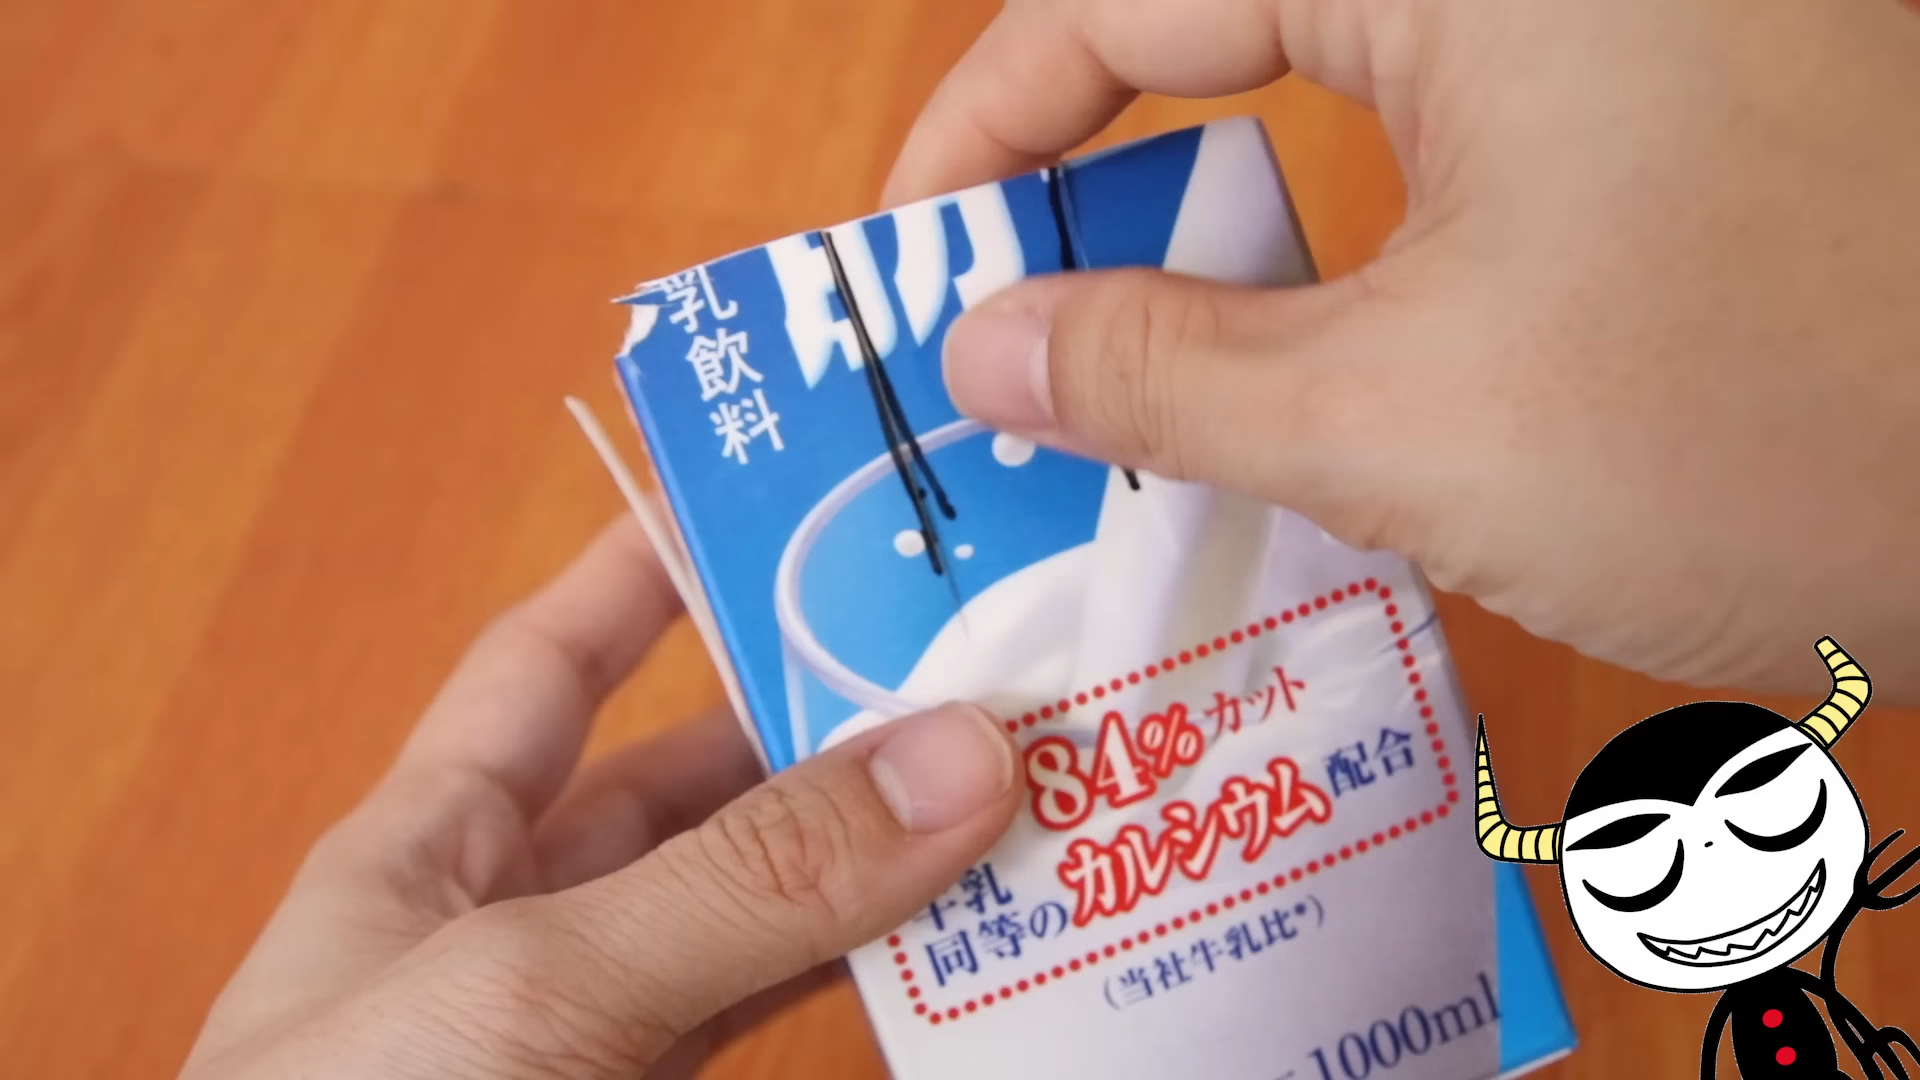 乳飲料
84%カット
牛乳
同等のカルシウム配合
(当社牛乳比*)
1000ml